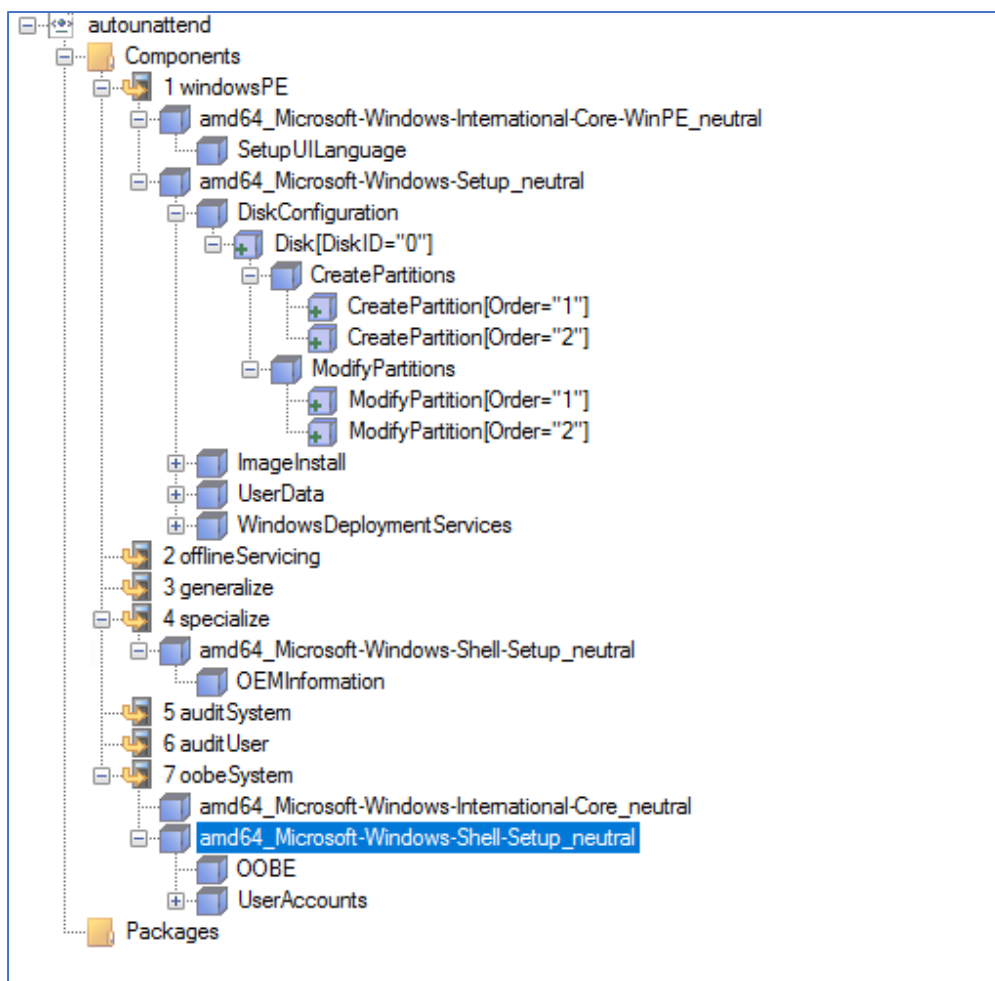 autounattend
Components
1 windowsPE
amd64_Microsoft-Windows-International-Core-WinPE_neutral
SetupUILanguage
amd64_Microsoft-Windows-Setup_neutral
DiskConfiguration
Disk[DiskID="0"]
CreatePartitions
CreatePartition[Order="1"]
CreatePartition[Order="2"]
ModifyPartitions
ModifyPartition[Order="1"]
ModifyPartition[Order="2"]
ImageInstall
UserData
WindowsDeploymentServices
2 offlineServicing
3 generalize
4 specialize
amd64_Microsoft-Windows-Shell-Setup_neutral
OEMInformation
5 auditSystem
6 auditUser
7 oobeSystem
amd64_Microsoft-Windows-International-Core_neutral
amd64_Microsoft-Windows-Shell-Setup_neutral
OOBE
UserAccounts
Packages